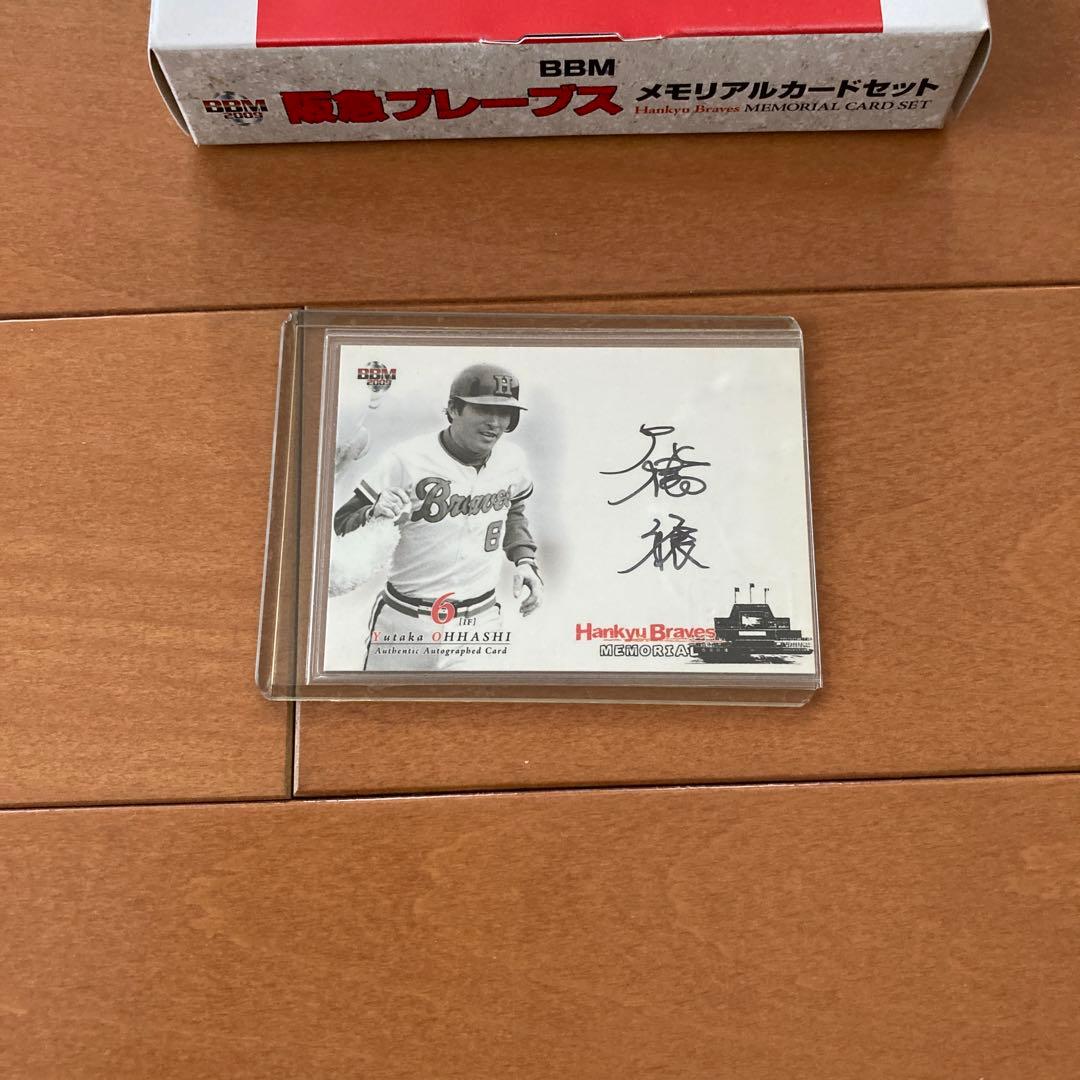 BBM
BBM
2009
阪急ブレーブス メモリアルカードセット
Hankyu Braves MEMORIAL CARD SET
BBM
2009
H
Braves
6
6 [IF]
Yutaka OHHASHI
Authentic Autographed Card
大橋
穣
Hankyu Braves
MEMORIAL